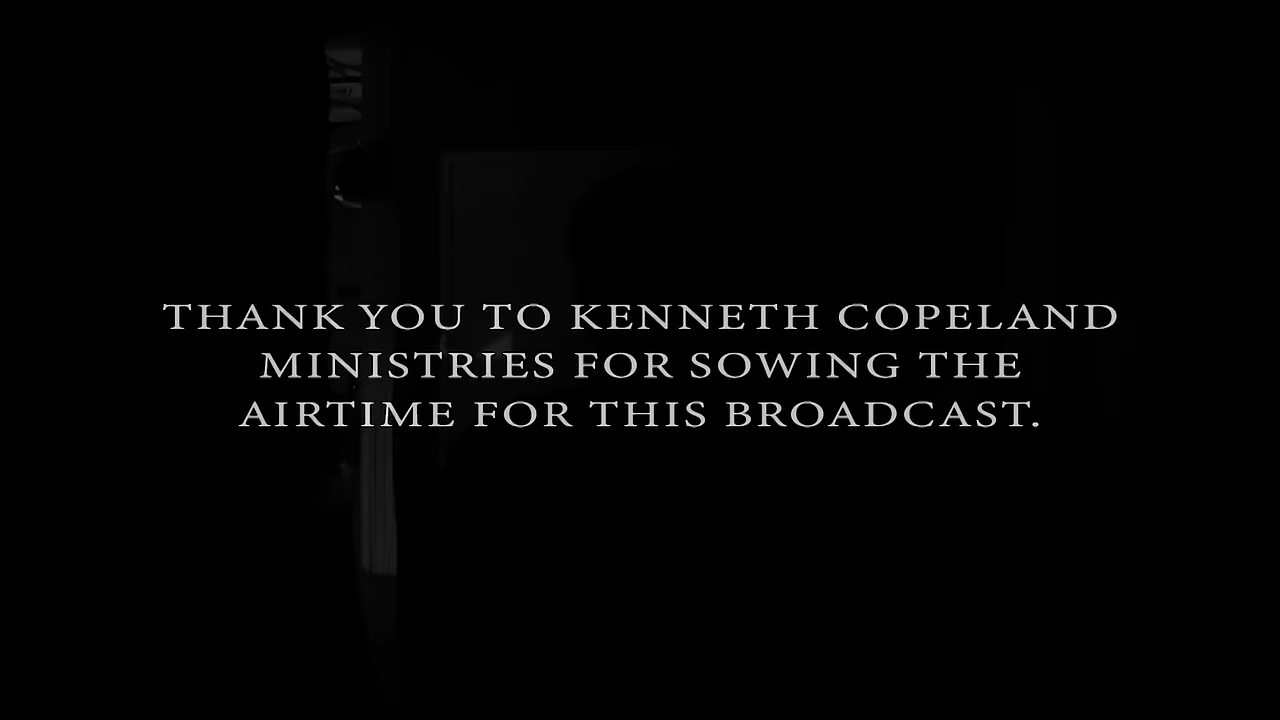 THANK YOU TO KENNETH COPELAND
MINISTRIES FOR SOWING THE
AIRTIME FOR THIS BROADCAST.